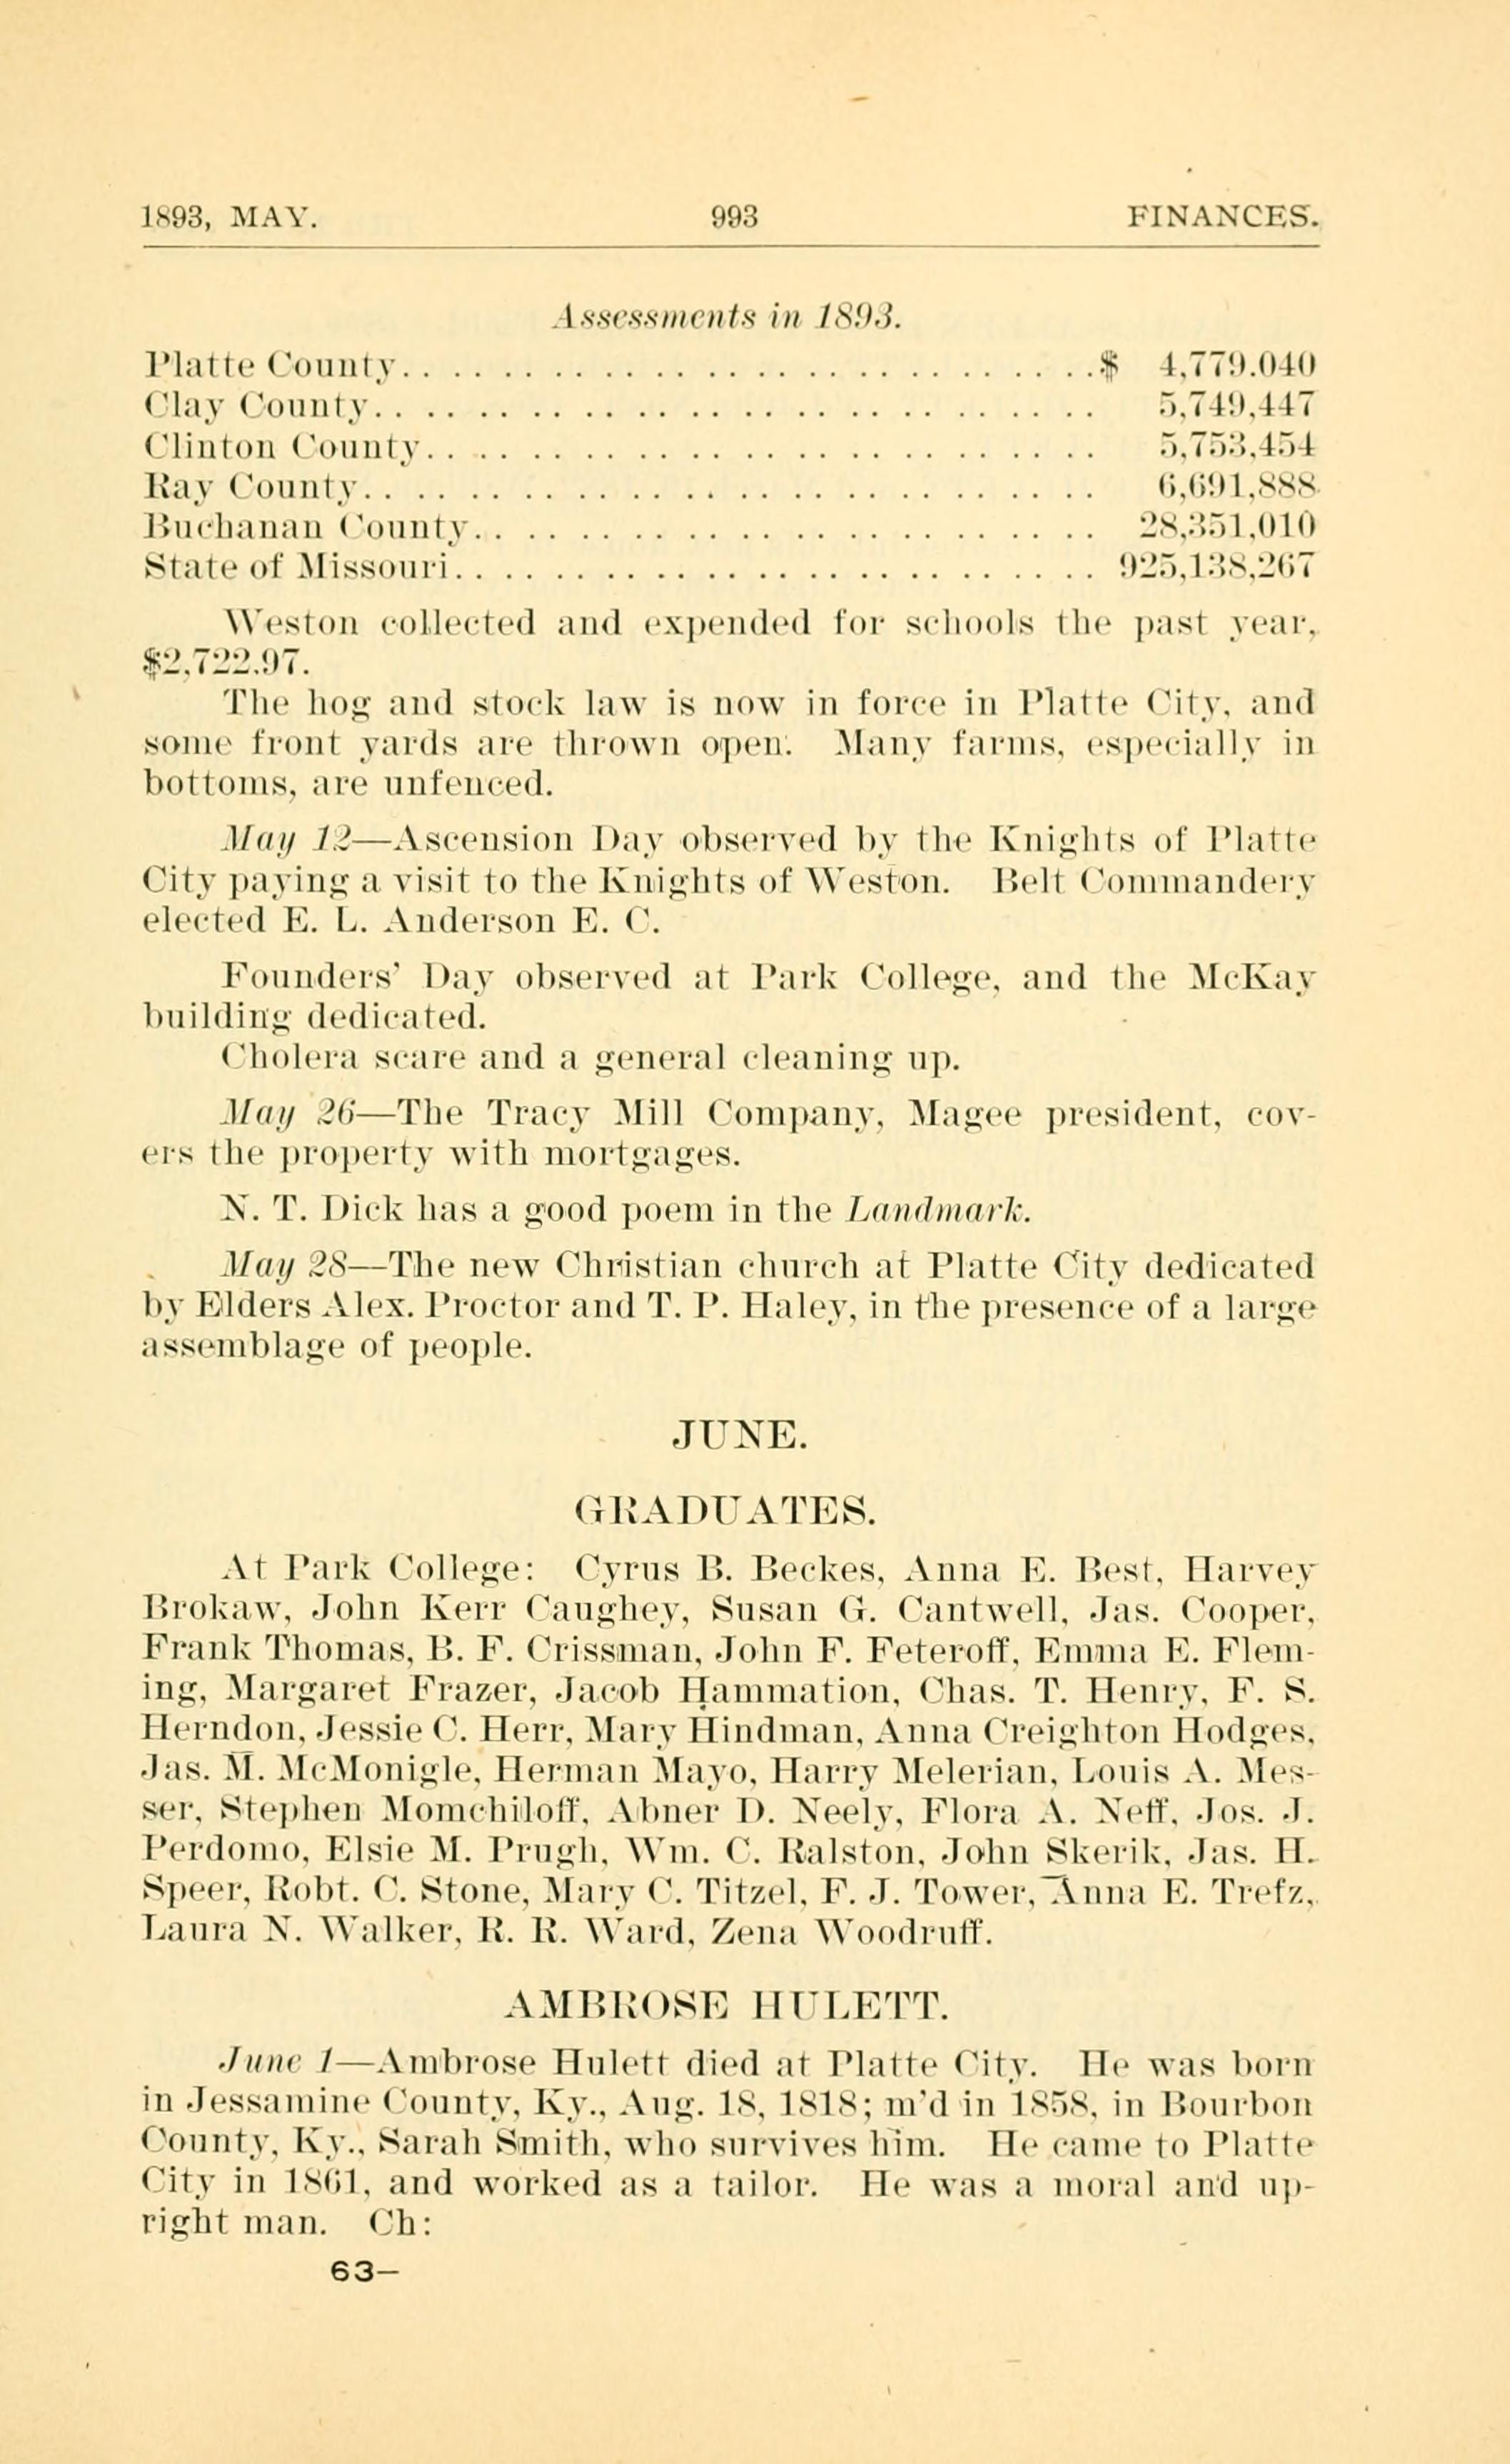 1893, MAY. 993 FINANCES.
Assessments in 1893.
Platte County. . . . . . . . . . . . . . . . . . . . . . . . . . . . . . $ 4,779.040
Clay County. . . . . . . . . . . . . . . . . . . . . . . . . . . . . . . 5,749,447
Clinton County. . . . . . . . . . . . . . . . . . . . . . . . . . . . . 5,753,454
Ray County. . . . . . . . . . . . . . . . . . . . . . . . . . . . . . . 6,691,888
Buchanan County. . . . . . . . . . . . . . . . . . . . . . . . . . . 28,351,010
State of Missouri. . . . . . . . . . . . . . . . . . . . . . . . . . . 925,138,267
Weston collected and expended for schools the past year,
$2,722.97.
The hog and stock law is now in force in Platte City, and
some front yards are thrown open. Many farms, especially in
bottoms, are unfenced.
May 12—Ascension Day observed by the Knights of Platte
City paying a visit to the Knights of Weston. Belt Commandery
elected E. L. Anderson E. C.
Founders' Day observed at Park College, and the McKay
building dedicated.
Cholera scare and a general cleaning up.
May 26—The Tracy Mill Company, Magee president, cov-
ers the property with mortgages.
N. T. Dick has a good poem in the Landmark.
May 28—The new Christian church at Platte City dedicated
by Elders Alex. Proctor and T. P. Haley, in the presence of a large
assemblage of people.
JUNE.
GRADUATES.
At Park College: Cyrus B. Beckes, Anna E. Best, Harvey
Brokaw, John Kerr Caughey, Susan G. Cantwell, Jas. Cooper,
Frank Thomas, B. F. Crissman, John F. Feteroff, Emma E. Flem-
ing, Margaret Frazer, Jacob Hammation, Chas. T. Henry, F. S.
Herndon, Jessie C. Herr, Mary Hindman, Anna Creighton Hodges,
Jas. M. McMonigle, Herman Mayo, Harry Melerian, Louis A. Mes-
ser, Stephen Momchiloff, Abner D. Neely, Flora A. Neff, Jos. J.
Perdomo, Elsie M. Prugh, Wm. C. Ralston, John Skerik, Jas. H.
Speer, Robt. C. Stone, Mary C. Titzel, F. J. Tower, Anna E. Trefz,
Laura N. Walker, R. R. Ward, Zena Woodruff.
AMBROSE HULETT.
June 1—Ambrose Hulett died at Platte City. He was born
in Jessamine County, Ky., Aug. 18, 1818; m'd in 1858, in Bourbon
County, Ky., Sarah Smith, who survives him. He came to Platte
City in 1861, and worked as a tailor. He was a moral and up-
right man. Ch:
63—